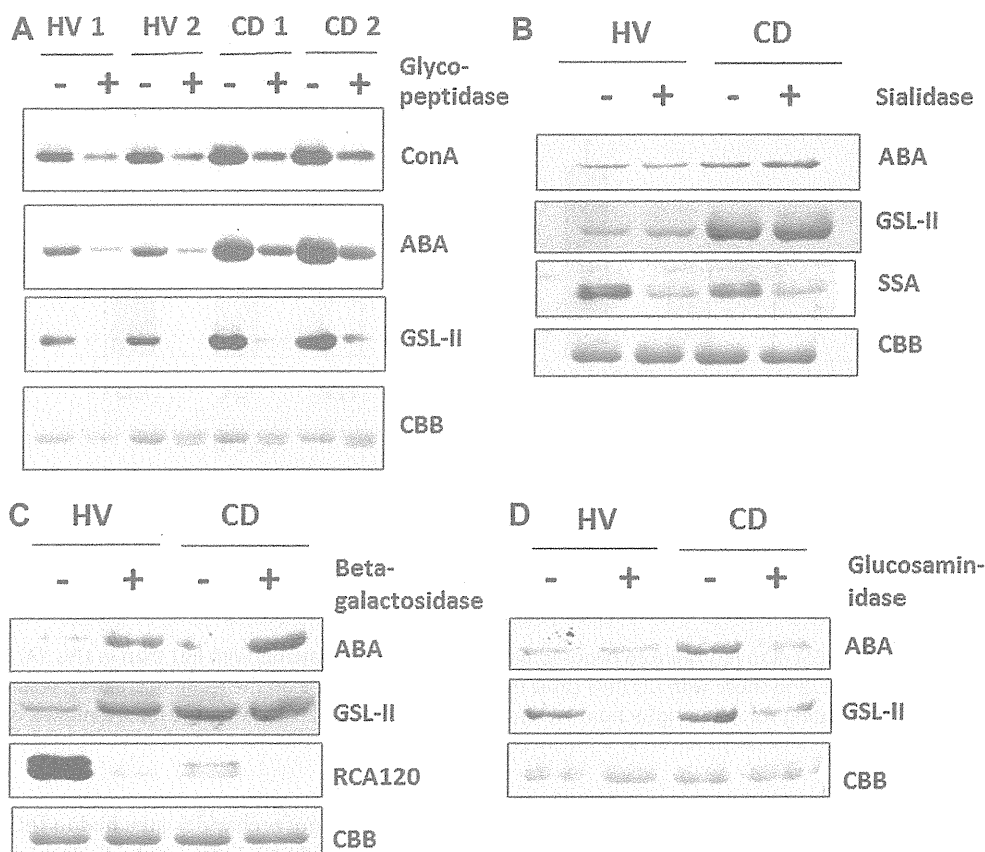 A HV 1 HV 2 CD 1 CD 2
- + - + - + - + Glyco-
peptidase
ConA
ABA
GSL-II
CBB
B HV CD
- + - + Sialidase
ABA
GSL-II
SSA
CBB
C HV CD
- + - + Beta-
galactosidase
ABA
GSL-II
RCA120
CBB
D HV CD
- + - + Glucosamin-
idase
ABA
GSL-II
CBB